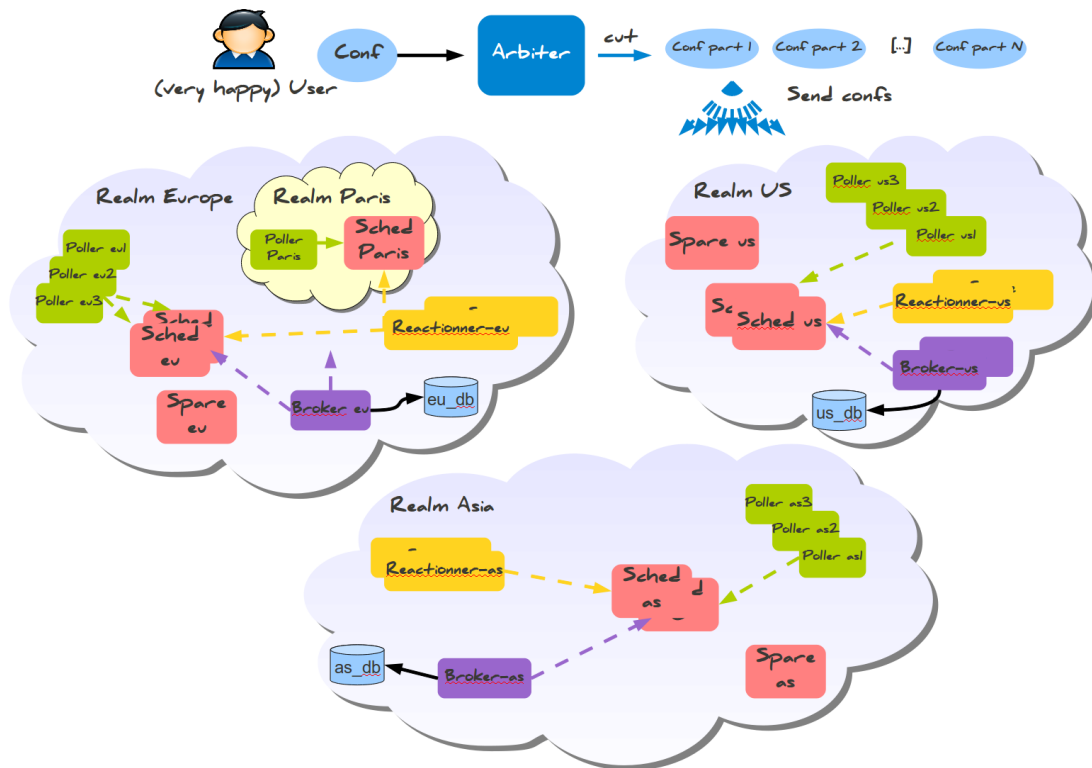 Conf
Arbiter
cut
Conf part 1
Conf part 2
[...]
Conf part N
(very happy) User
Send confs
Realm Europe
Realm Paris
Poller
Paris
Sched
Paris
Poller eu1
Poller eu2
Poller eu3
Sched
Sched
eu
Reactionner-eu
Spare
eu
Broker eu
eu_db
Realm US
Poller us3
Poller us2
Poller us1
Spare us
Sched us
Reactionner-us
Broker-us
us_db
Realm Asia
Poller as3
Poller as2
Poller as1
Reactionner-as
Sched
as
Broker-as
as_db
Spare
as